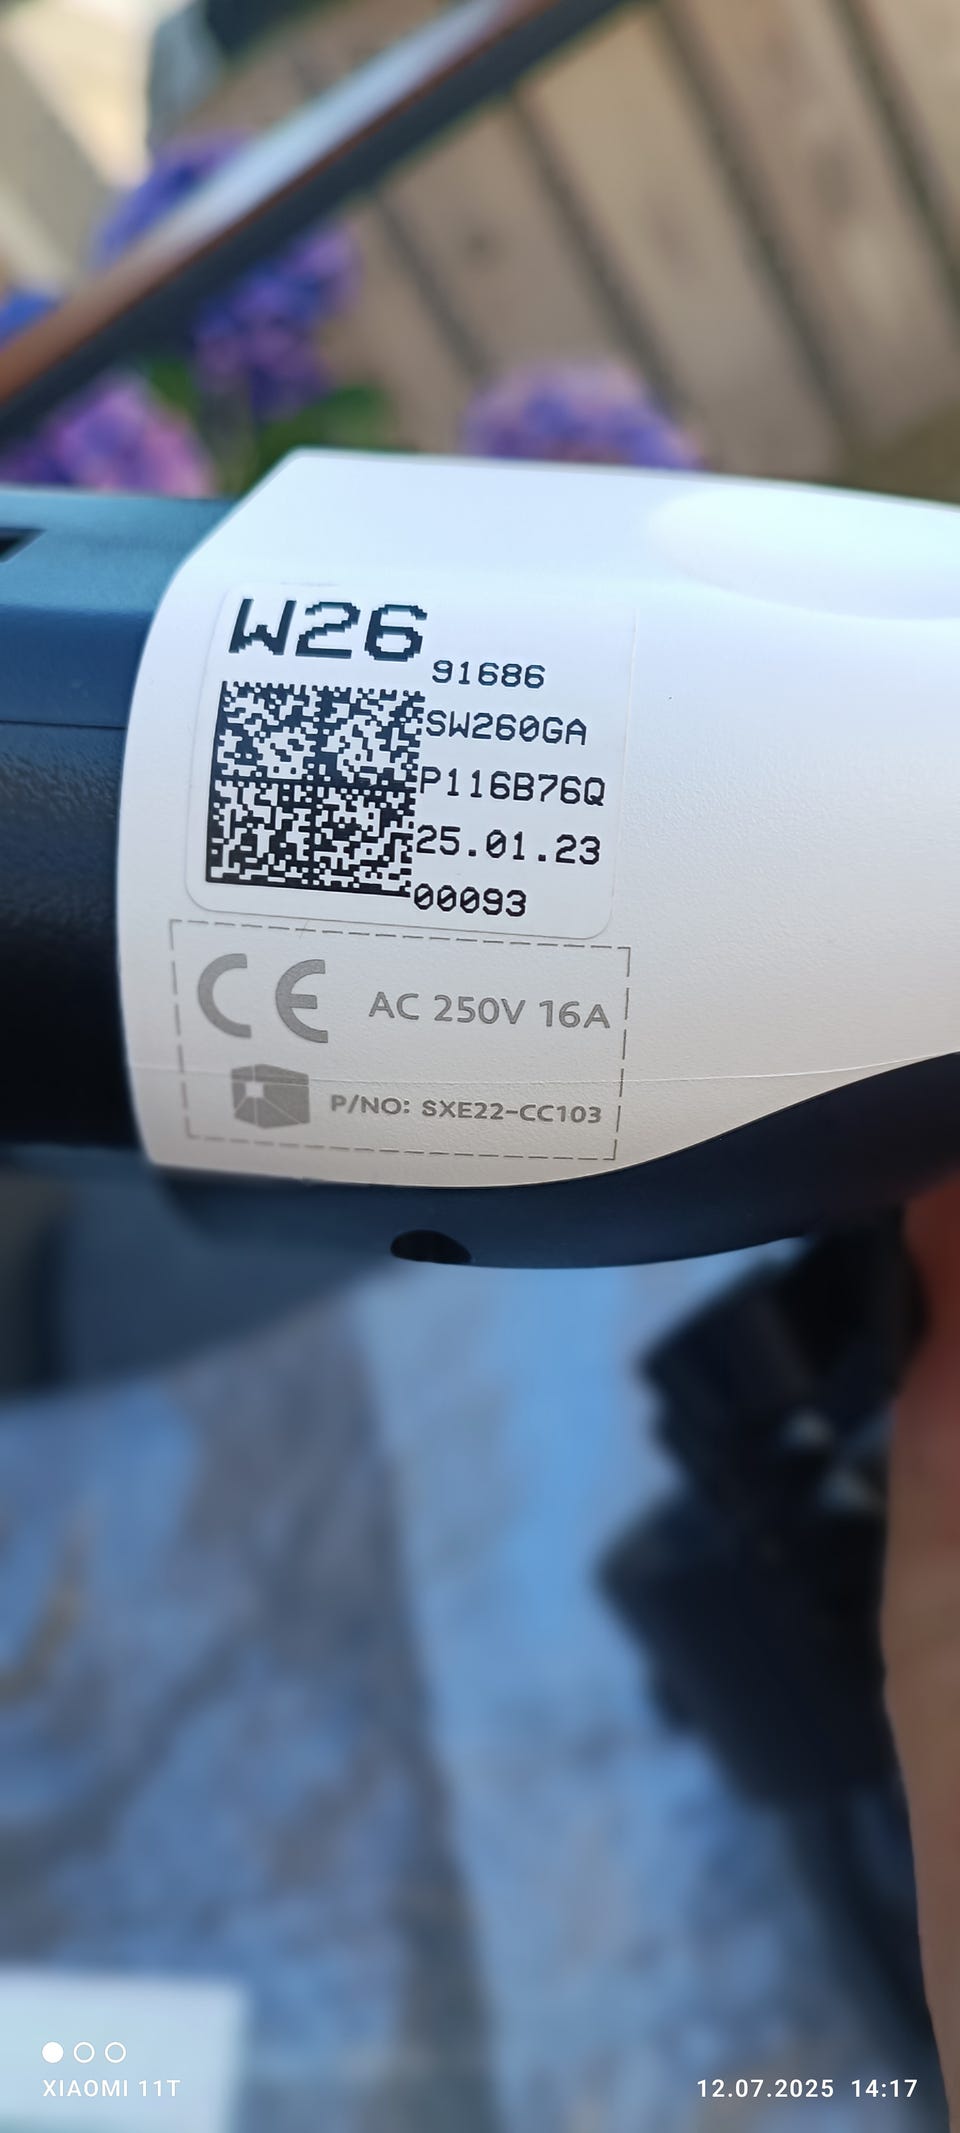 W26
91686
SW260GA
P116B76Q
25.01.23
00093
CE AC 250V 16A
P/NO: SXE22-CC103
XIAOMI 11T
12.07.2025 14:17